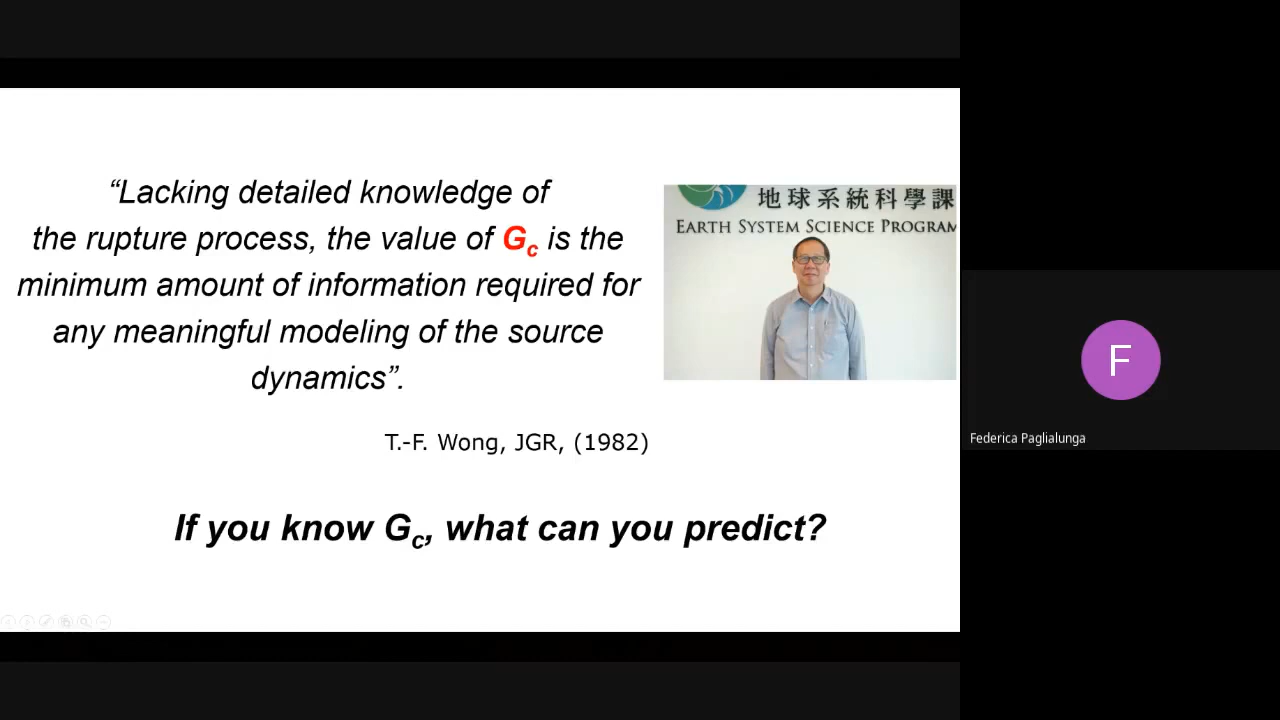 “Lacking detailed knowledge of
the rupture process, the value of Gc is the
minimum amount of information required for
any meaningful modeling of the source
dynamics”.
地球系統科學課
EARTH SYSTEM SCIENCE PROGRAM
T.-F. Wong, JGR, (1982)
If you know Gc, what can you predict?
F
Federica Paglialunga